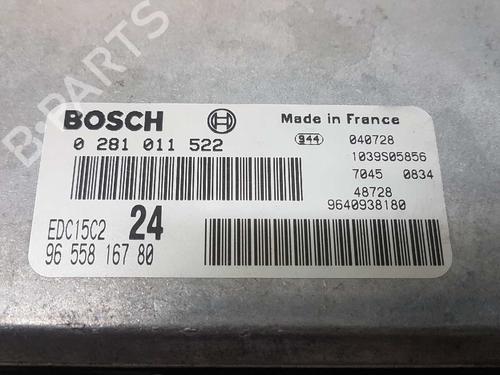 B-PARTS
BOSCH
Made in France
0 281 011 522
944 040728
1039S05856
7045 0834
48728
9640938180
EDC15C2 24
96 558 167 80